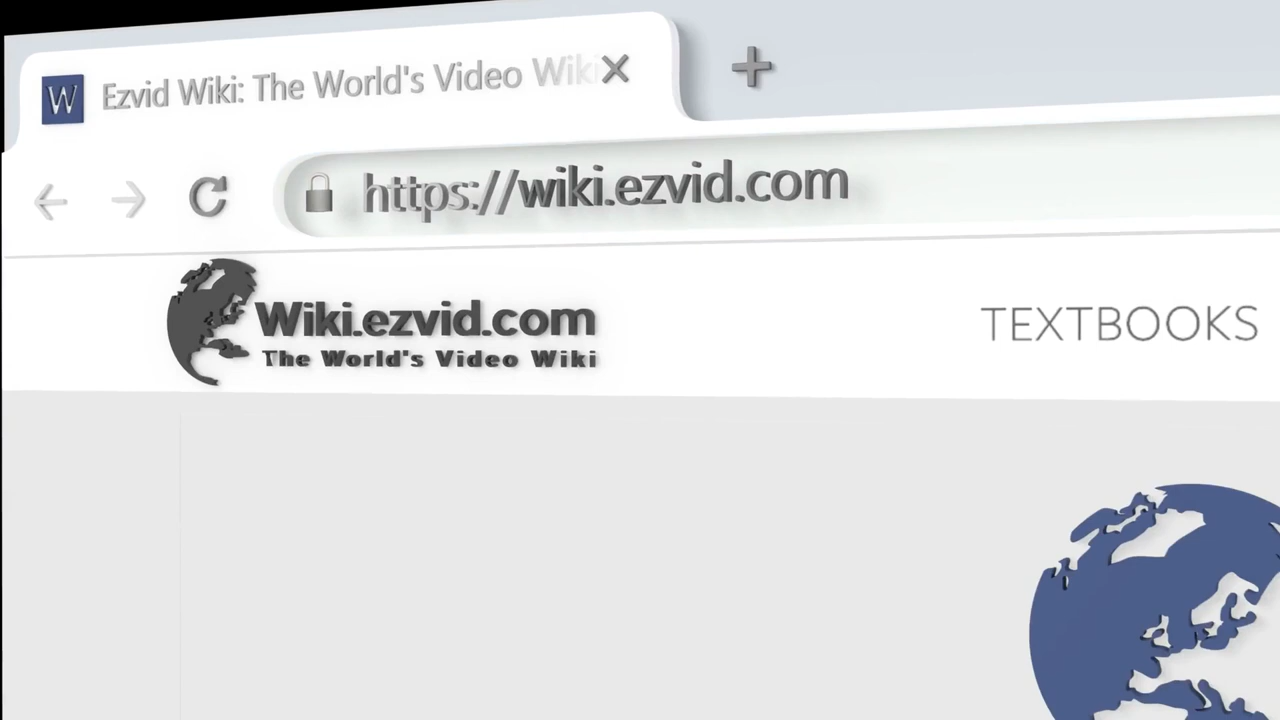 W Ezvid Wiki: The World's Video Wiki
https://wiki.ezvid.com
Wiki.ezvid.com
The World's Video Wiki
TEXTBOOKS